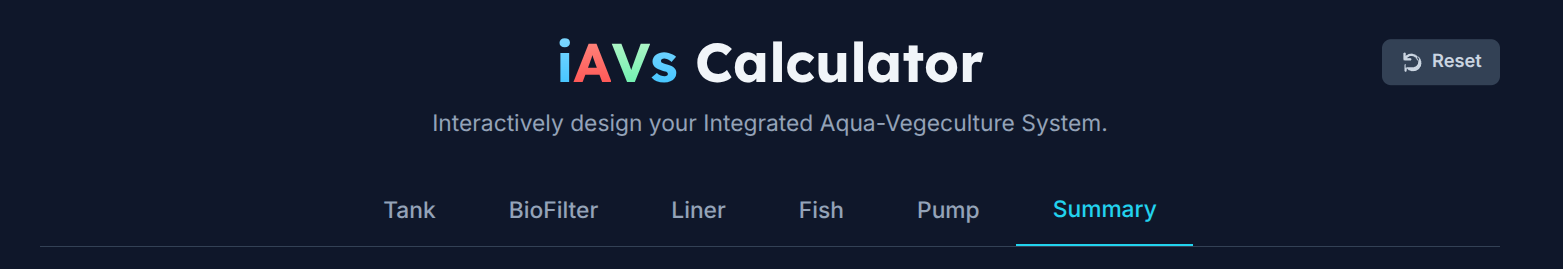 iAVs Calculator
Reset
Interactively design your Integrated Aqua-Vegeculture System.
Tank BioFilter Liner Fish Pump Summary